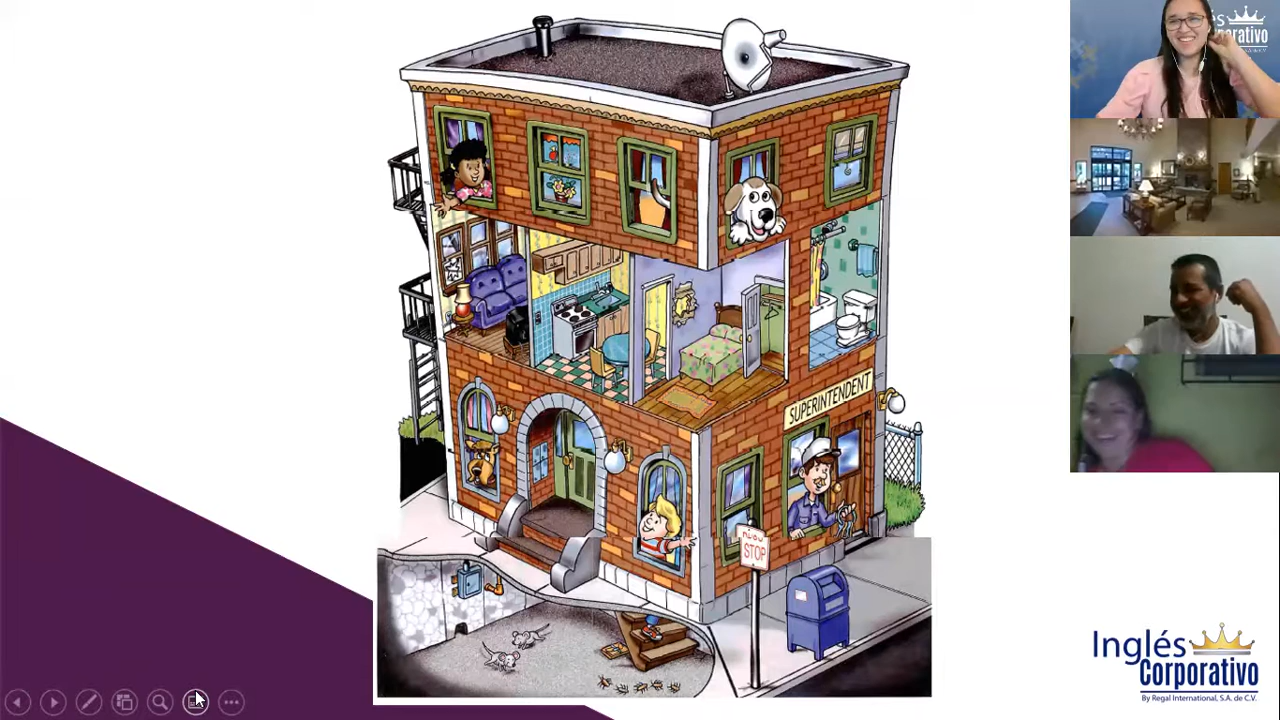 SUPERINTENDENT
STOP
Inglés
Corporativo
By Regal International, S.A. de C.V.